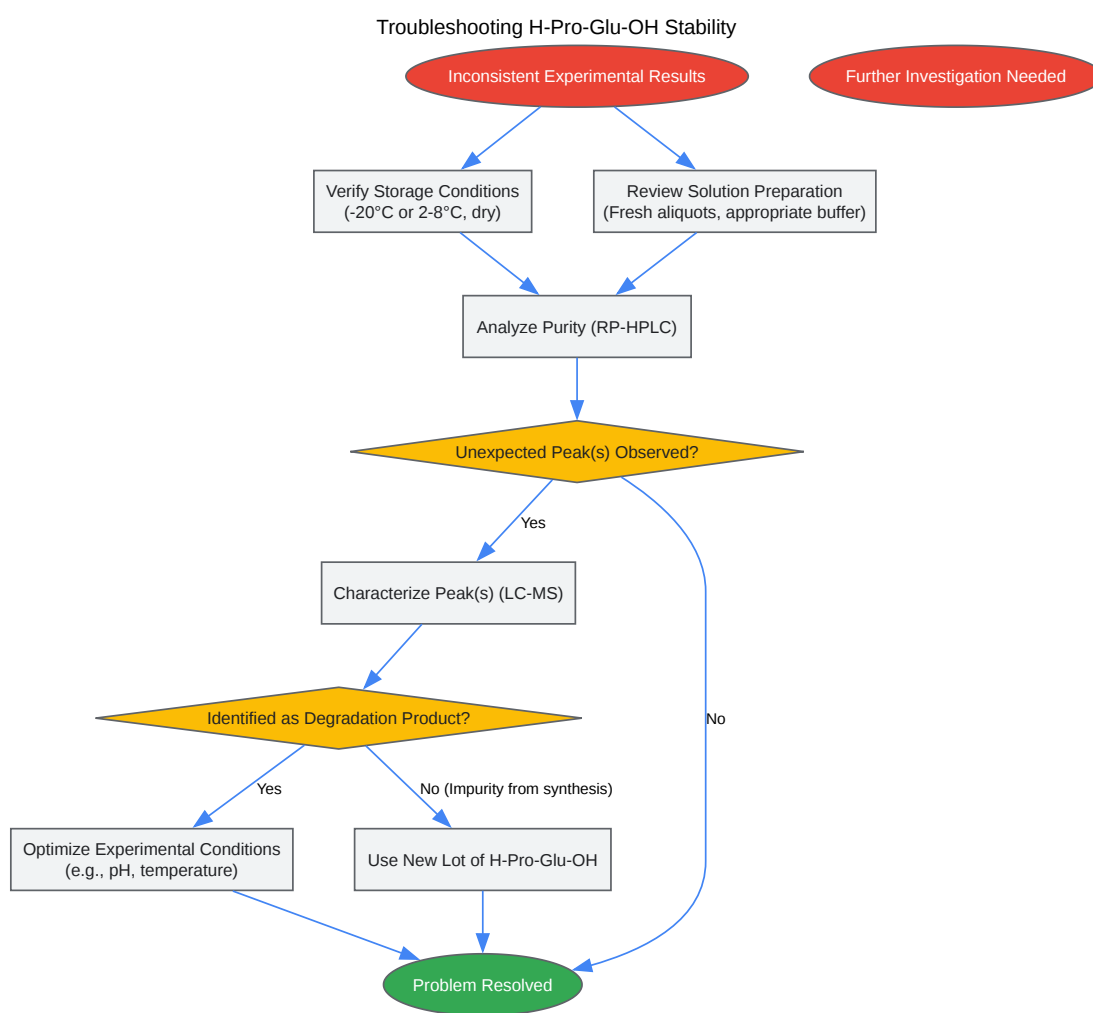 Troubleshooting H-Pro-Glu-OH Stability
Inconsistent Experimental Results
Further Investigation Needed
Verify Storage Conditions
(-20°C or 2-8°C, dry)
Review Solution Preparation
(Fresh aliquots, appropriate buffer)
Analyze Purity (RP-HPLC)
Unexpected Peak(s) Observed?
Yes
Characterize Peak(s) (LC-MS)
Identified as Degradation Product?
No
Yes
No (Impurity from synthesis)
Optimize Experimental Conditions
(e.g., pH, temperature)
Use New Lot of H-Pro-Glu-OH
Problem Resolved